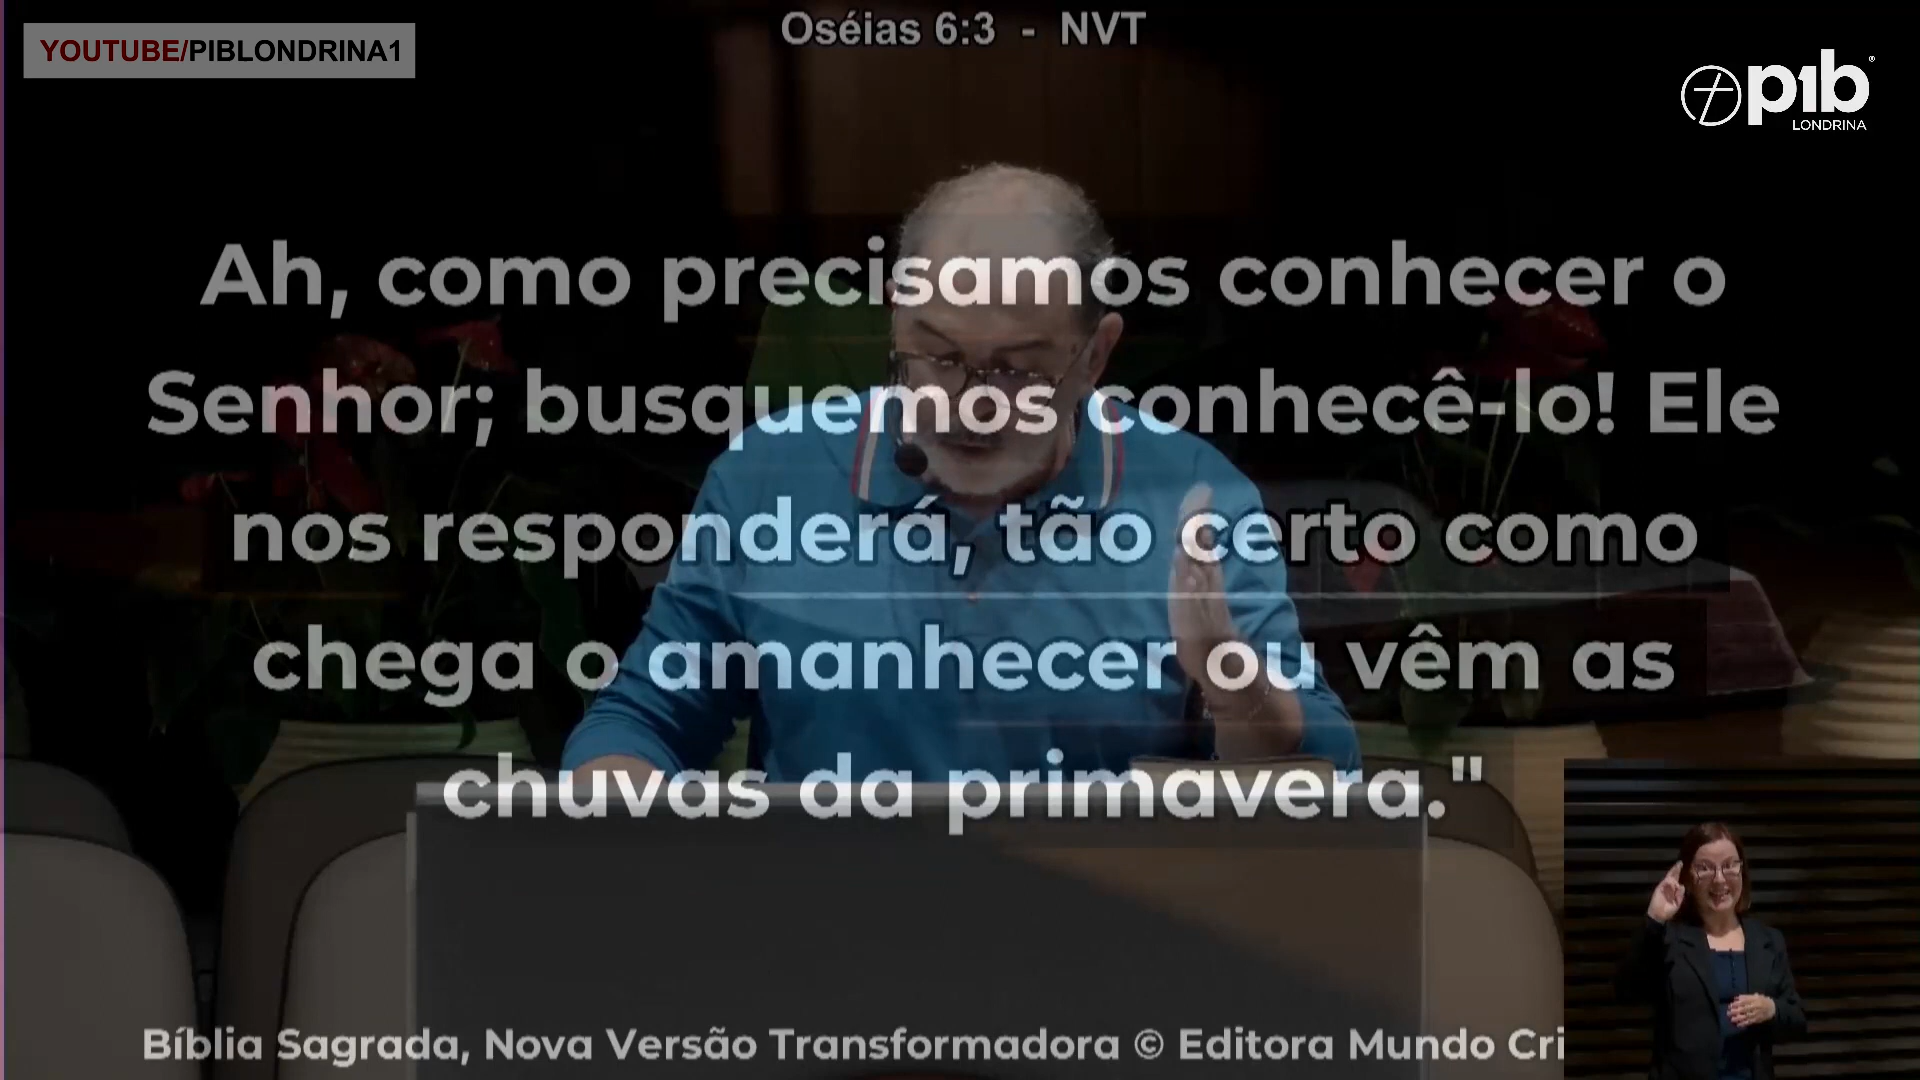 Oséias 6:3 - NVT
YOUTUBE/PIBLONDRINA1
pib
LONDRINA
Ah, como precisamos conhecer o
Senhor; busquemos conhecê-lo! Ele
nos responderá, tão certo como
chega o amanhecer ou vêm as
chuvas da primavera."
Bíblia Sagrada, Nova Versão Transformadora © Editora Mundo Cri